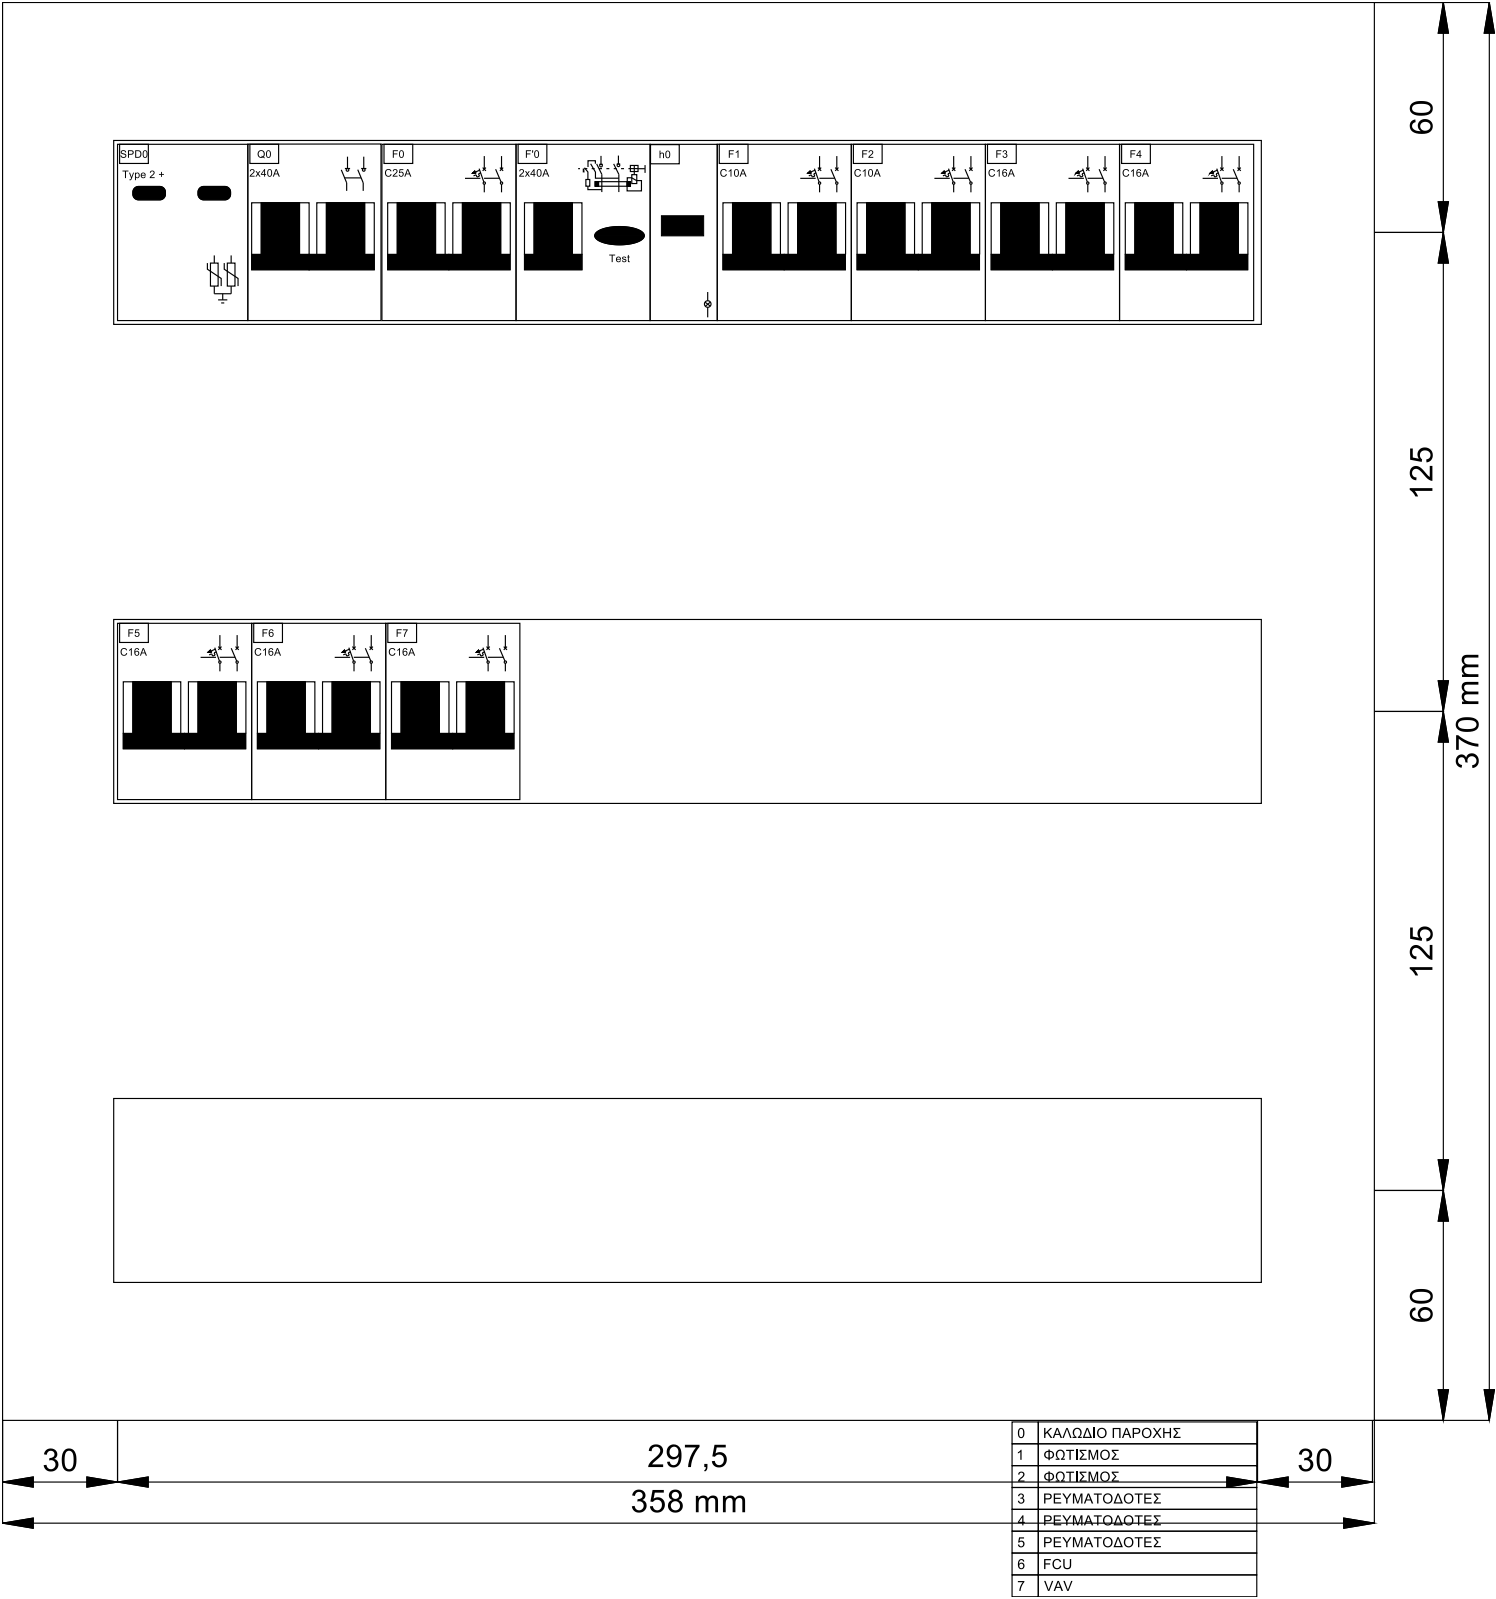 SPD0
Type 2 +
Q0
2x40A
F0
C25A
F'0
2x40A
Test
h0
F1
C10A
F2
C10A
F3
C16A
F4
C16A
60
125
F5
C16A
F6
C16A
F7
C16A
370 mm
125
60
30
297,5
30
358 mm
0 ΚΑΛΩΔΙΟ ΠΑΡΟΧΗΣ
1 ΦΩΤΙΣΜΟΣ
2 ΦΩΤΙΣΜΟΣ
3 ΡΕΥΜΑΤΟΔΟΤΕΣ
4 ΡΕΥΜΑΤΟΔΟΤΕΣ
5 ΡΕΥΜΑΤΟΔΟΤΕΣ
6 FCU
7 VAV